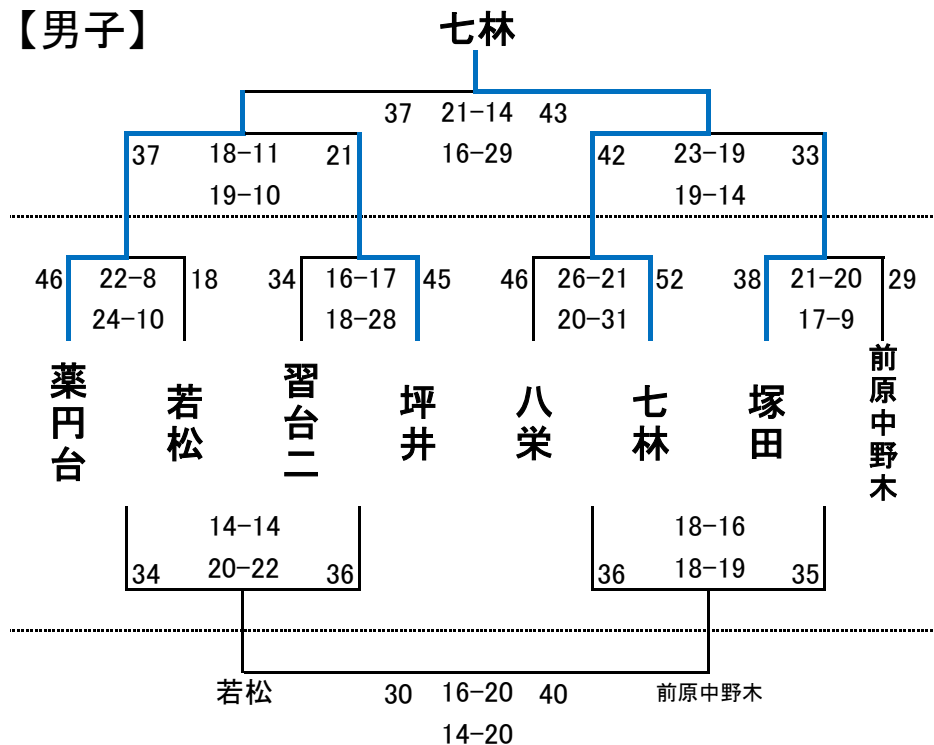 【男子】
七林
37 21-14 43
16-29
37 18-11 21
19-10
42 23-19 33
19-14
46 22-8 18
24-10
34 16-17 45
18-28
46 26-21 52
20-31
38 21-20 29
17-9
薬円台
若松
習台二
坪井
八栄
七林
塚田
前原中野木
14-14
34 20-22 36
18-16
36 18-19 35
若松 30 16-20 40 前原中野木
14-20